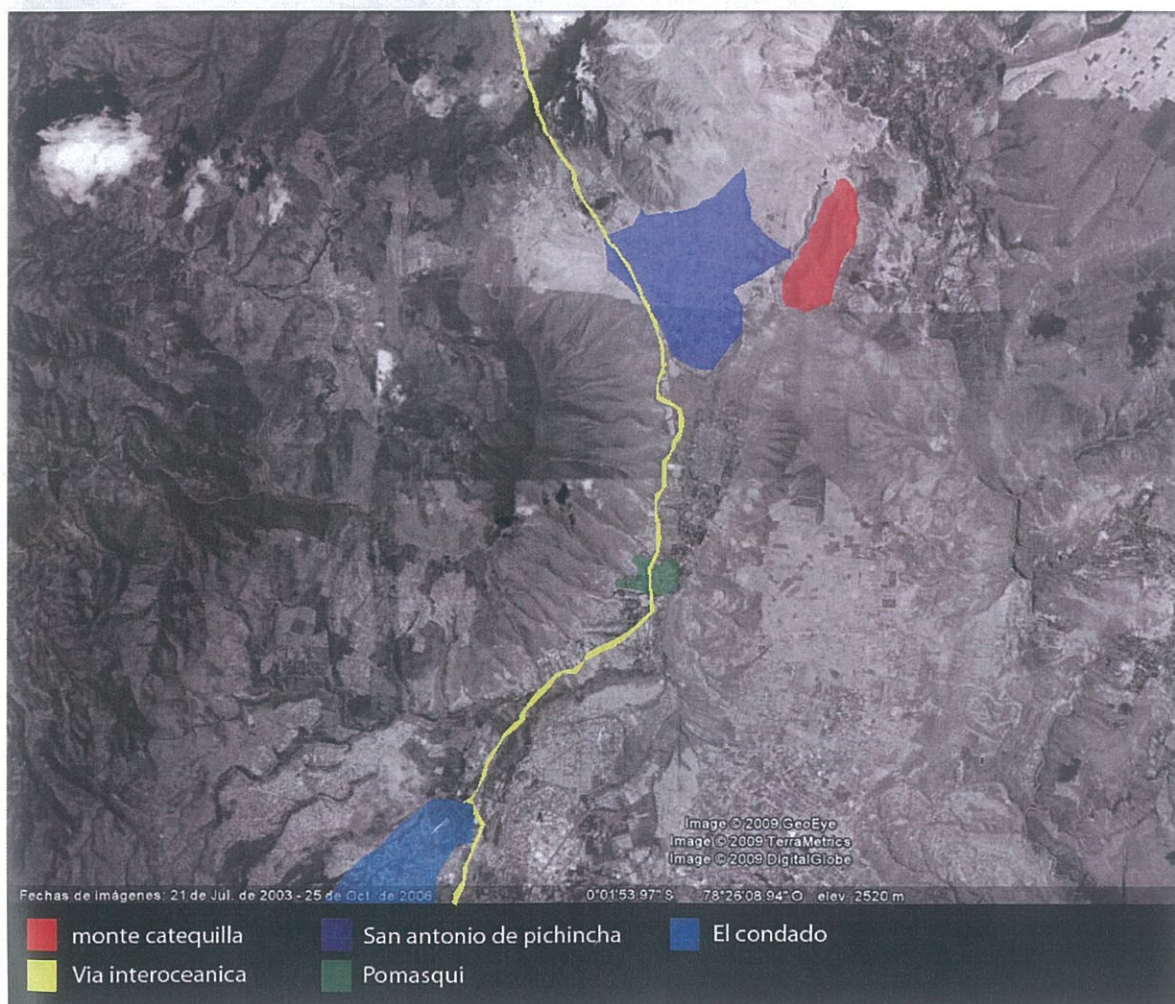 Image © 2009 GeoEye
Image © 2009 TerraMetrics
Image © 2009 DigitalGlobe
Fechas de imágenes: 21 de Jul. de 2003 - 25 de Oct. de 2006 0°01'53.97" S 78°26'08.94" O elev. 2520 m
monte catequilla San antonio de pichincha El condado
Via interoceanica Pomasqui